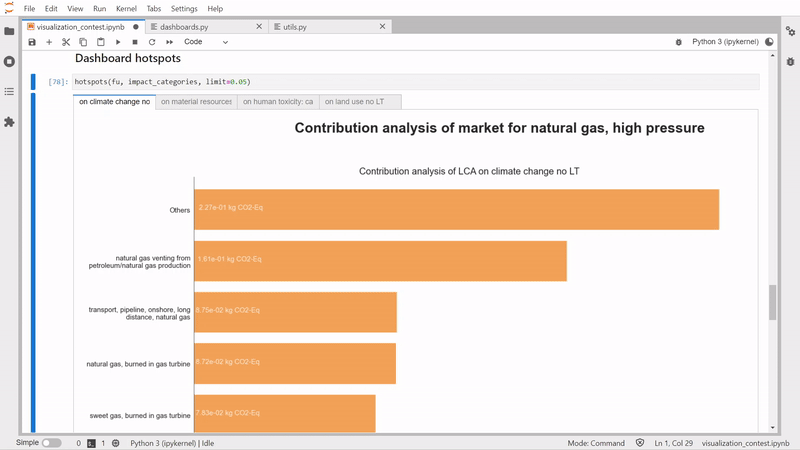 File Edit View Run Kernel Tabs Settings Help
visualization_contest.ipynb dashboards.py utils.py
Code Python 3 (ipykernel)
Dashboard hotspots
[78]: hotspots(fu, impact_categories, limit=0.05)
on climate change no on material resources on human toxicity: ca on land use no LT
Contribution analysis of market for natural gas, high pressure
Contribution analysis of LCA on climate change no LT
Others 2.27e-01 kg CO2-Eq
natural gas venting from
petroleum/natural gas production 1.61e-01 kg CO2-Eq
transport, pipeline, onshore, long
distance, natural gas 8.75e-02 kg CO2-Eq
natural gas, burned in gas turbine 8.72e-02 kg CO2-Eq
sweet gas, burned in gas turbine 7.83e-02 kg CO2-Eq
Simple 0 1 Python 3 (ipykernel) | Idle Mode: Command Ln 1, Col 29 visualization_contest.ipynb